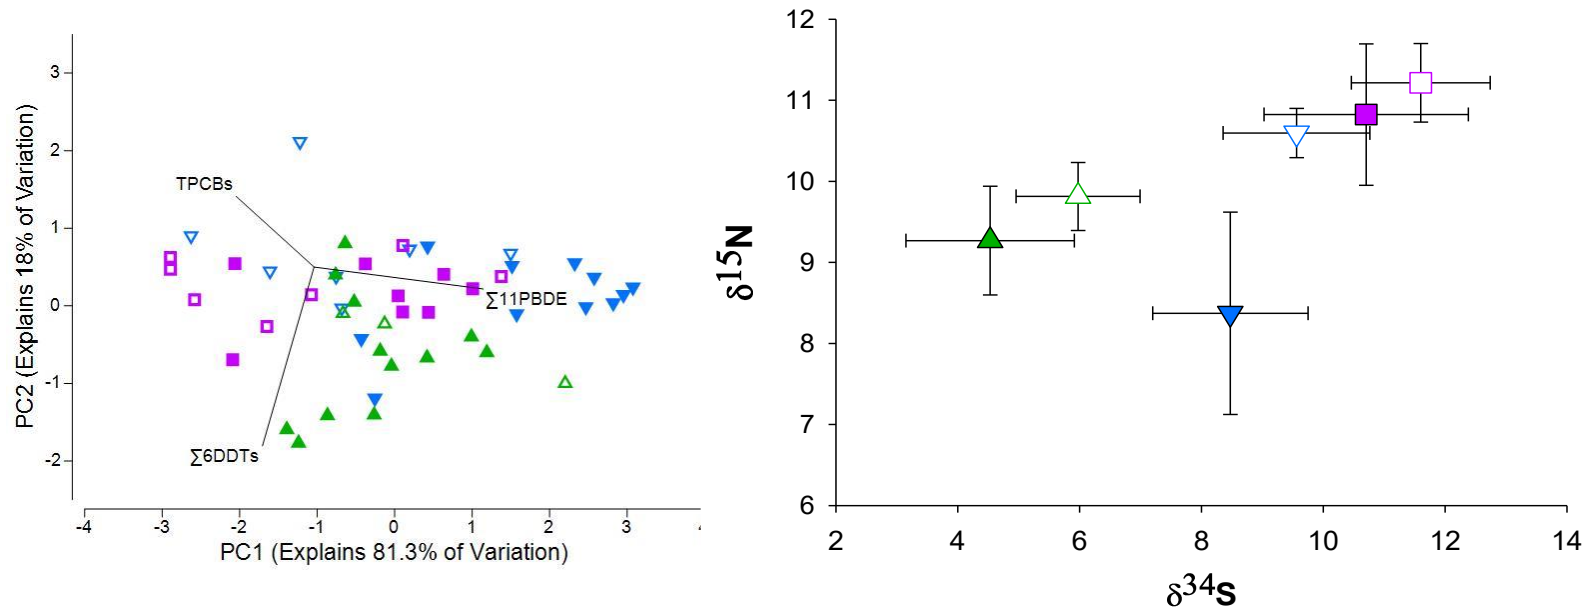 3
2
1
0
-1
-2
PC2 (Explains 18% of Variation)
TPCBs
∑11PBDE
∑6DDTs
-4 -3 -2 -1 0 1 2 3
PC1 (Explains 81.3% of Variation)
12
11
10
9
8
7
6
δ15N
2 4 6 8 10 12 14
δ34S